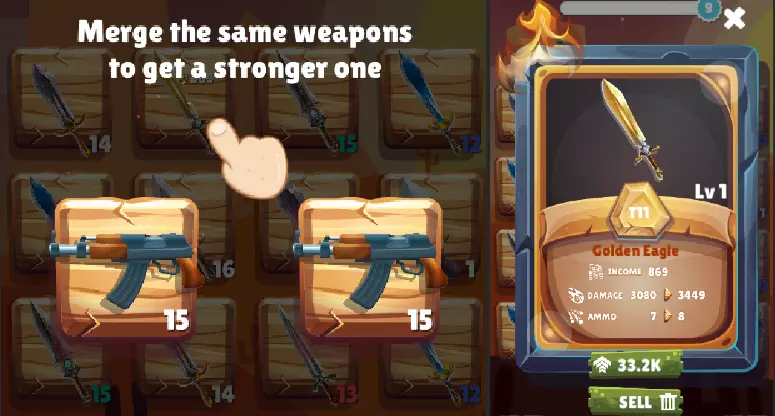 Merge the same weapons
to get a stronger one
14
15
12
16
1
15
15
15
14
13
12
9
Lv 1
111
Golden Eagle
INCOME 869
DAMAGE 3080 3449
AMMO 7 8
33.2K
SELL